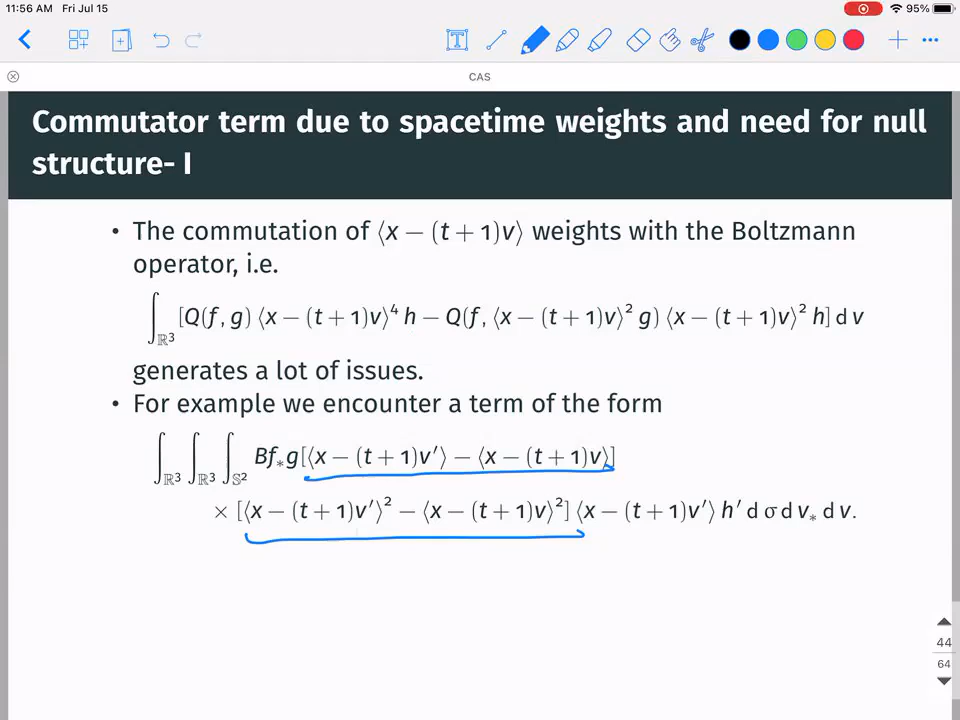 11:56 AM Fri Jul 15 95%
CAS
Commutator term due to spacetime weights and need for null
structure- I
• The commutation of ⟨x − (t + 1)v⟩ weights with the Boltzmann
operator, i.e.
∫_{ℝ³} [Q(f, g) ⟨x − (t + 1)v⟩⁴ h − Q(f, ⟨x − (t + 1)v⟩² g) ⟨x − (t + 1)v⟩² h] d v
generates a lot of issues.
• For example we encounter a term of the form
∫_{ℝ³} ∫_{ℝ³} ∫_{𝕊²} Bf_*g[⟨x − (t + 1)v′⟩ − ⟨x − (t + 1)v⟩]
× [⟨x − (t + 1)v′⟩² − ⟨x − (t + 1)v⟩²] ⟨x − (t + 1)v′⟩ h′ d σ d v_* d v.
44
64